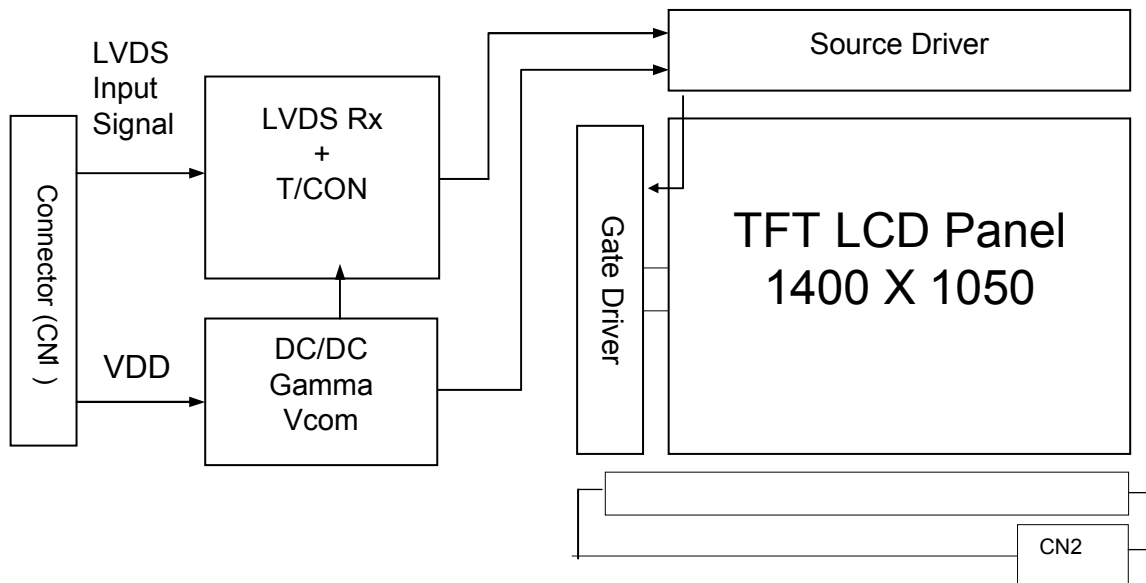 LVDS
Input
Signal
Connector (CN1 )
VDD
LVDS Rx
+
T/CON
DC/DC
Gamma
Vcom
Source Driver
Gate Driver
TFT LCD Panel
1400 X 1050
CN2